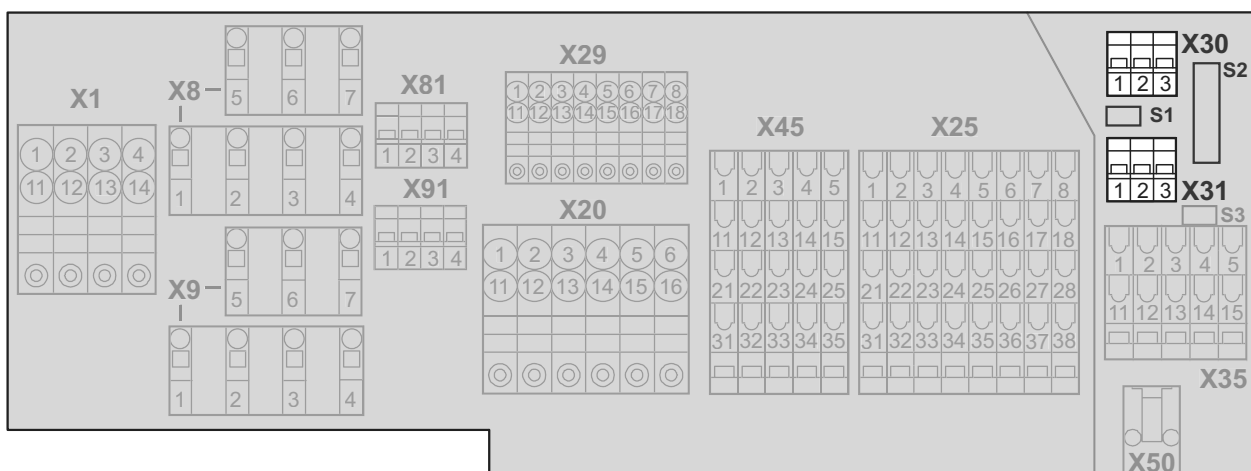 X1
1 2 3 4
11 12 13 14
X8
5 6 7
1 2 3 4
X9
5 6 7
1 2 3 4
X81
1 2 3 4
X91
1 2 3 4
X29
1 2 3 4 5 6 7 8
11 12 13 14 15 16 17 18
X20
1 2 3 4 5 6
11 12 13 14 15 16
X45
1 2 3 4 5
11 12 13 14 15
21 22 23 24 25
31 32 33 34 35
X25
1 2 3 4 5 6 7 8
11 12 13 14 15 16 17 18
21 22 23 24 25 26 27 28
31 32 33 34 35 36 37 38
X30
1 2 3
S2
S1
1 2 3
X31
S3
1 2 3 4 5
11 12 13 14 15
X35
X50